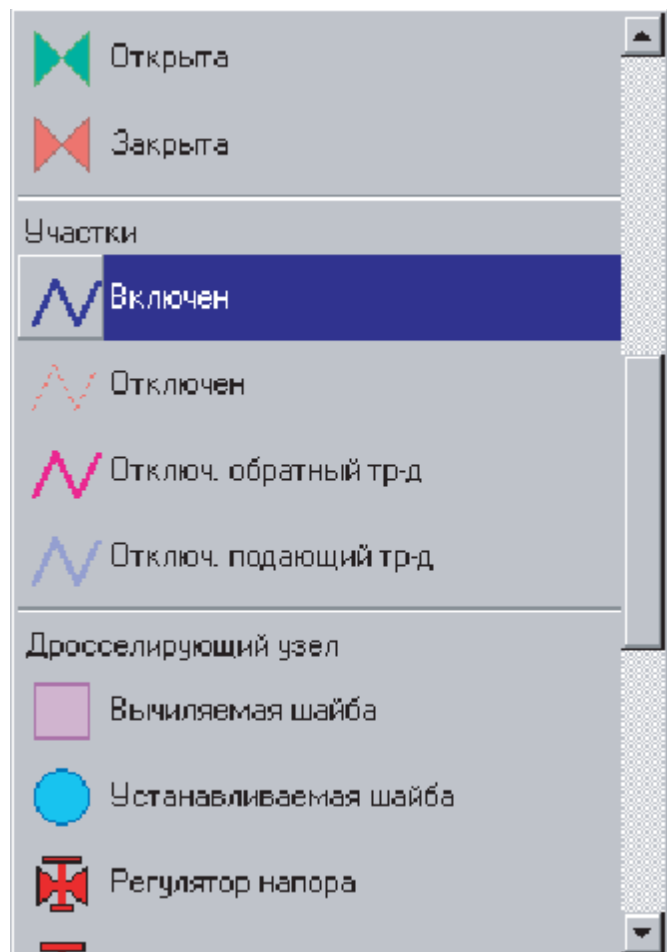 Открыта
Закрыта
Участки
Включен
Отключен
Отключ. обратный тр-д
Отключ. подающий тр-д
Дросселирующий узел
Вычиляемая шайба
Устанавливаемая шайба
Регулятор напора